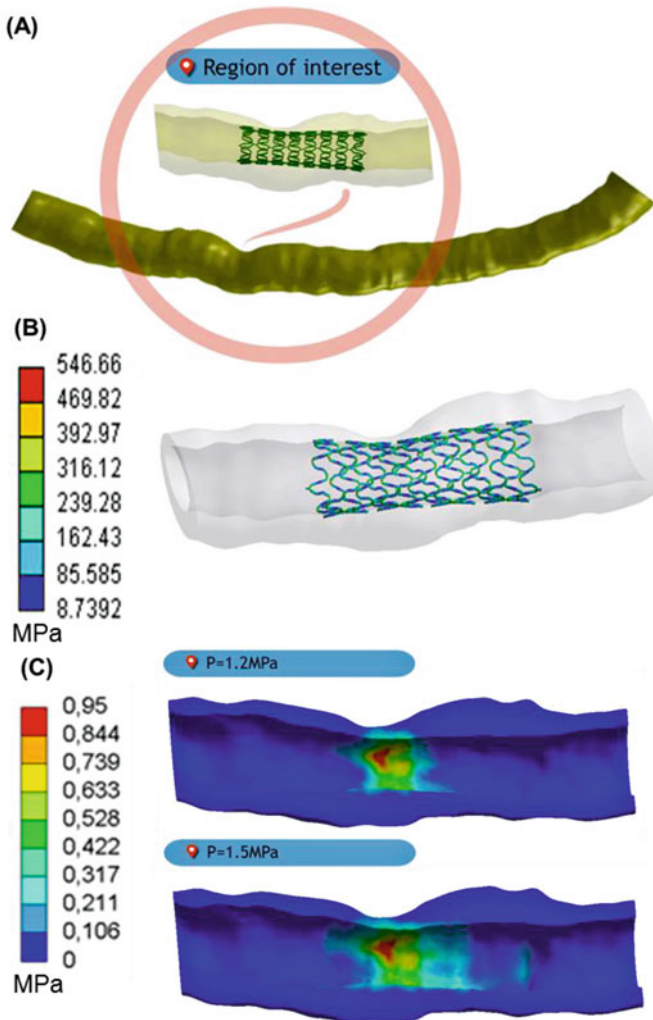 (A)
Region of interest
(B)
546.66
469.82
392.97
316.12
239.28
162.43
85.585
8.7392
MPa
(C)
P=1.2MPa
0,95
0,844
0,739
0,633
0,528
0,422
0,317
0,211
0,106
0
MPa
P=1.5MPa